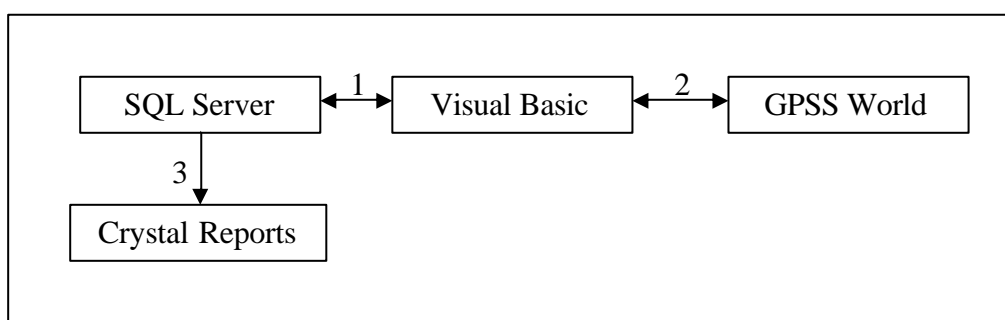 1
2
SQL Server
Visual Basic
GPSS World
3
Crystal Reports